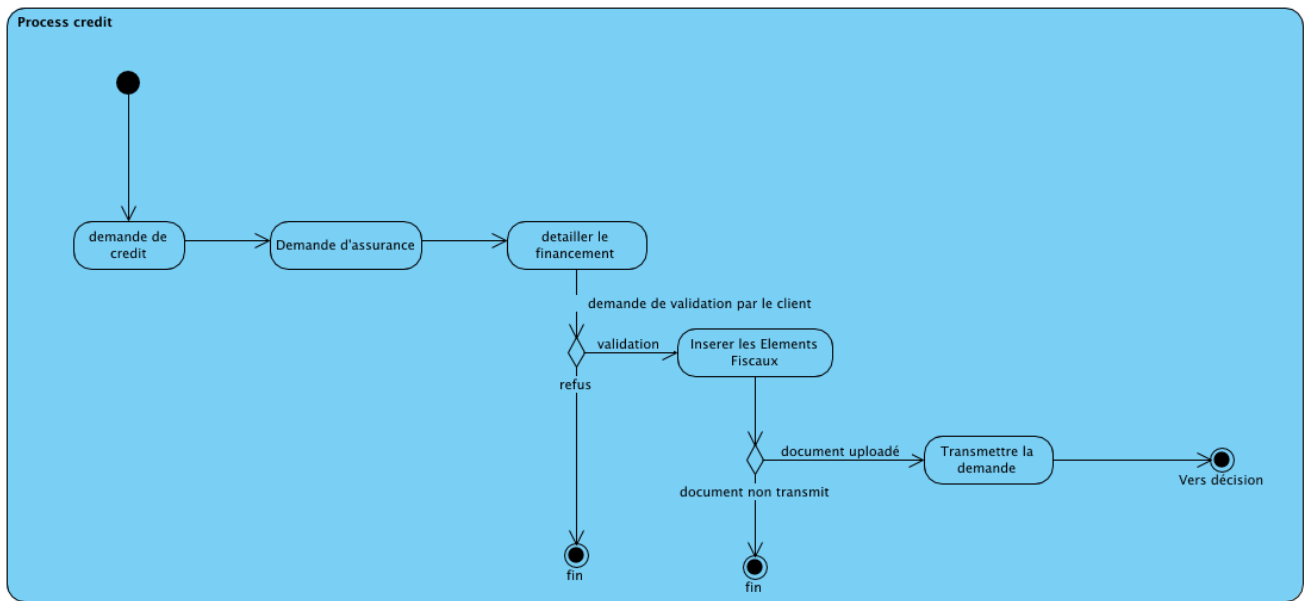 Process credit
demande de
credit
Demande d'assurance
detailler le
financement
demande de validation par le client
validation
Inserer les Elements
Fiscaux
refus
document uploadé
Transmettre la
demande
Vers décision
document non transmit
fin
fin